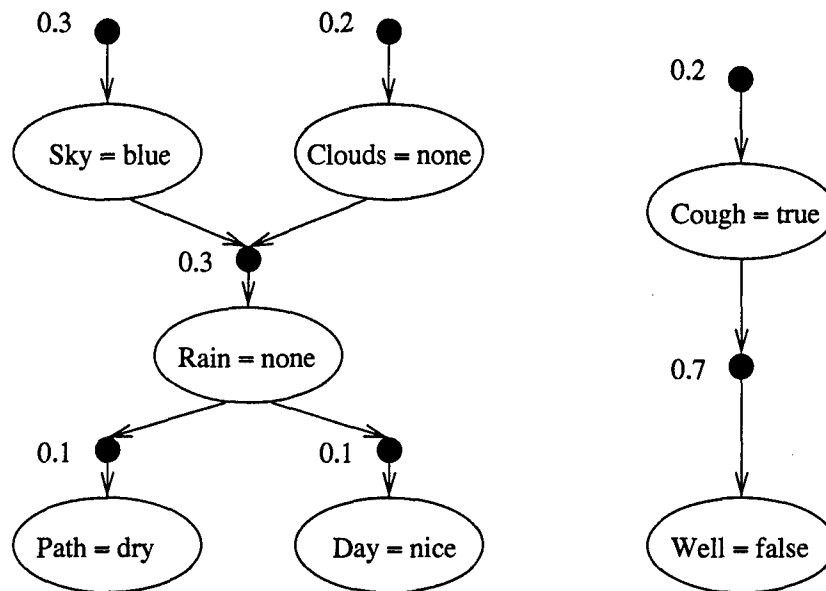 0.3
0.2
0.2
Sky = blue
Clouds = none
Cough = true
0.3
Rain = none
0.7
0.1
0.1
Path = dry
Day = nice
Well = false